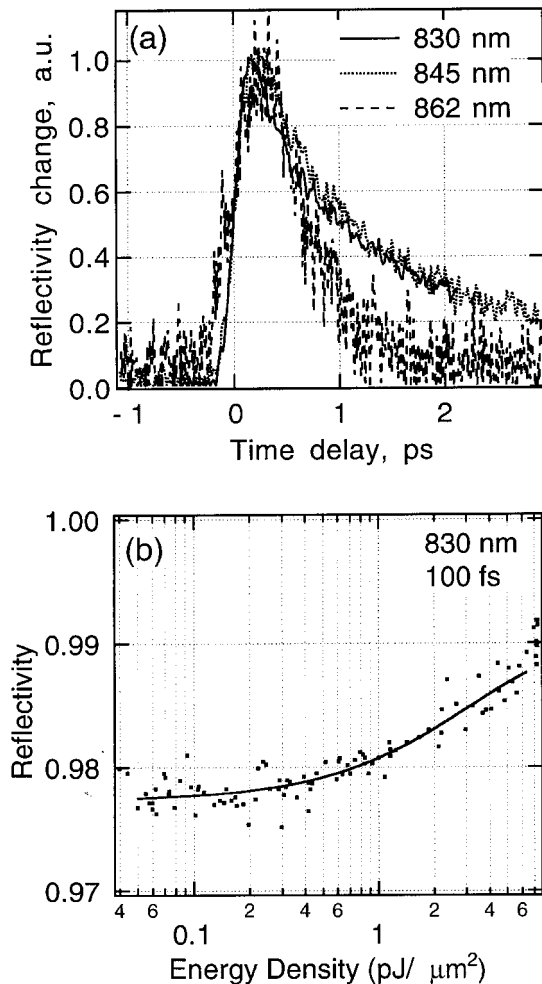 (a)
830 nm
845 nm
862 nm
Reflectivity change, a.u.
1.0
0.8
0.6
0.4
0.2
0.0
- 1
0
1
2
Time delay, ps
(b)
830 nm
100 fs
Reflectivity
1.00
0.99
0.98
0.97
4
6
2
4
6
2
4
6
0.1
1
Energy Density (pJ/ μm²)